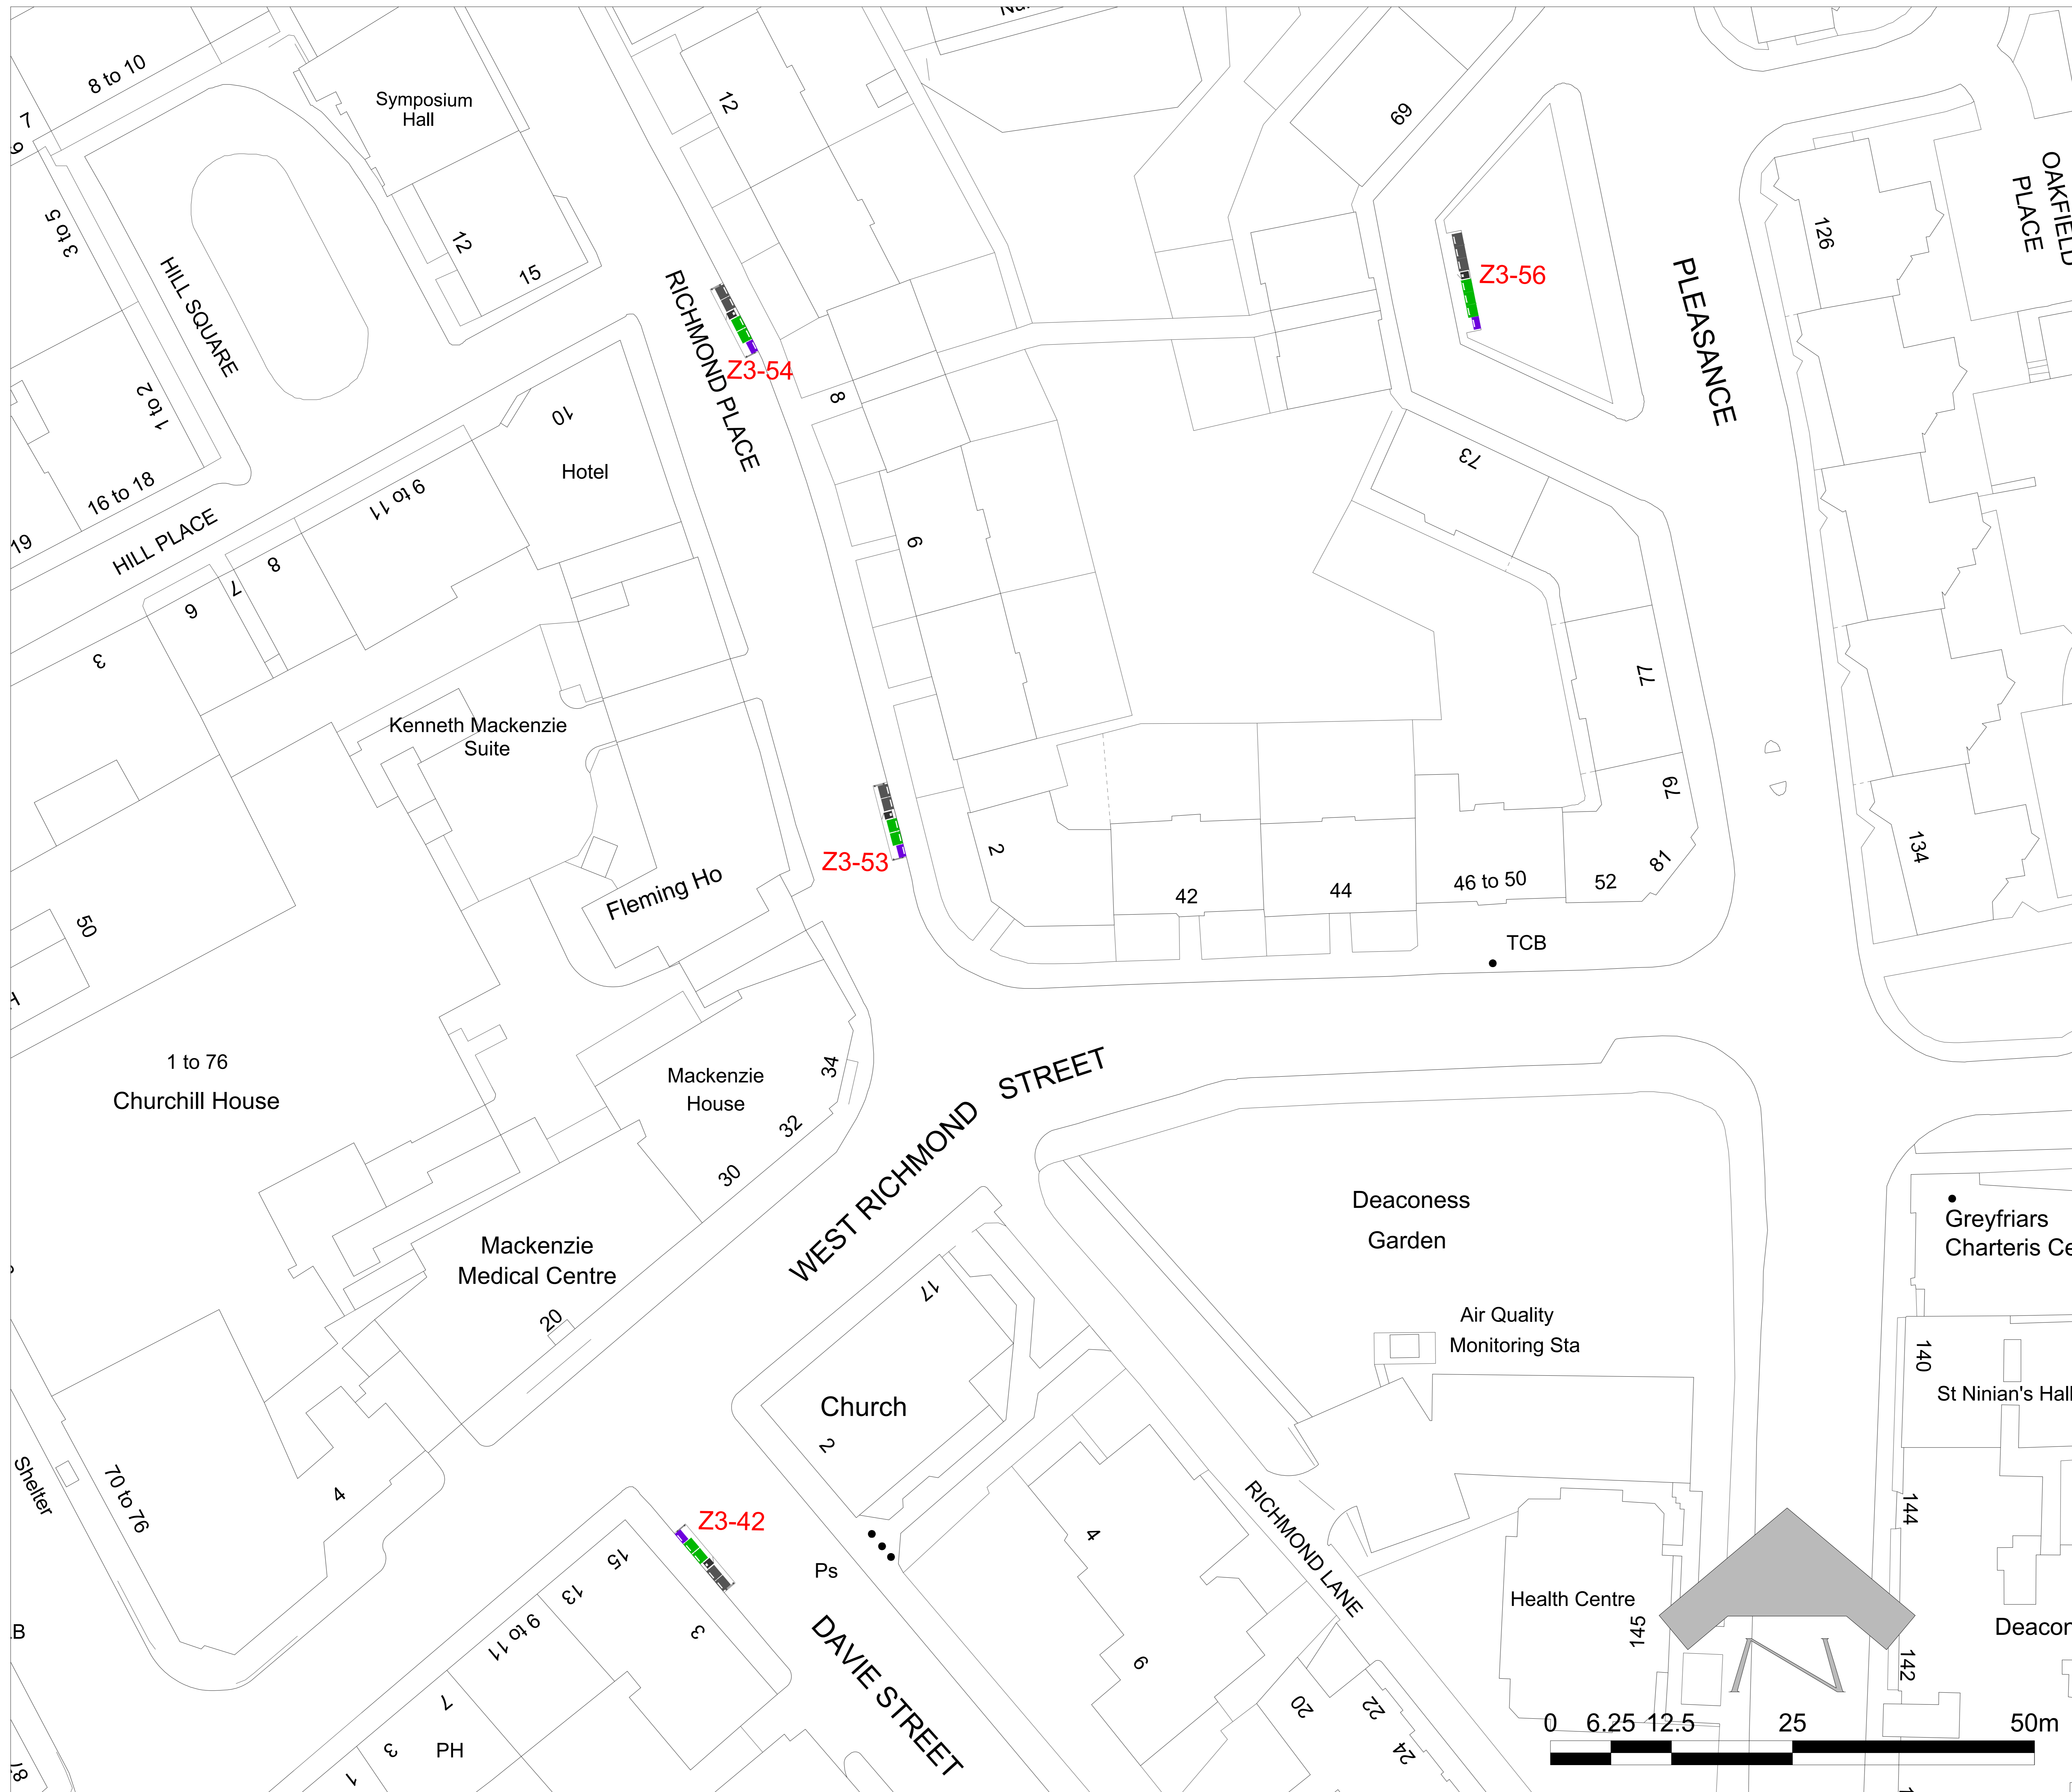 8 to 10
7
9
Symposium
Hall
12
69
OAKFIELD
PLACE
126
3 to 5
HILL SQUARE
12
15
RICHMOND PLACE
Z3-54
Z3-56
PLEASANCE
1 to 2
8
10
Hotel
73
16 to 18
9 to 11
19
HILL PLACE
6
8
7
6
3
77
Kenneth Mackenzie
Suite
79
134
2
Z3-53
81
Fleming Ho
42
44
46 to 50
52
50
TCB
1 to 76
Churchill House
Mackenzie
House
34
32
30
WEST RICHMOND STREET
Deaconess
Garden
Greyfriars
Charteris Ce
Mackenzie
Medical Centre
17
20
Air Quality
Monitoring Sta
140
St Ninian's Hall
Church
2
Shelter
70 to 76
4
Z3-42
144
RICHMOND LANE
4
15
Ps
13
9 to 11
3
Health Centre
145
Deacon
DAVIE STREET
9
142
7
20
22
24
PH
3
1
0 6.25 12.5 25 50m